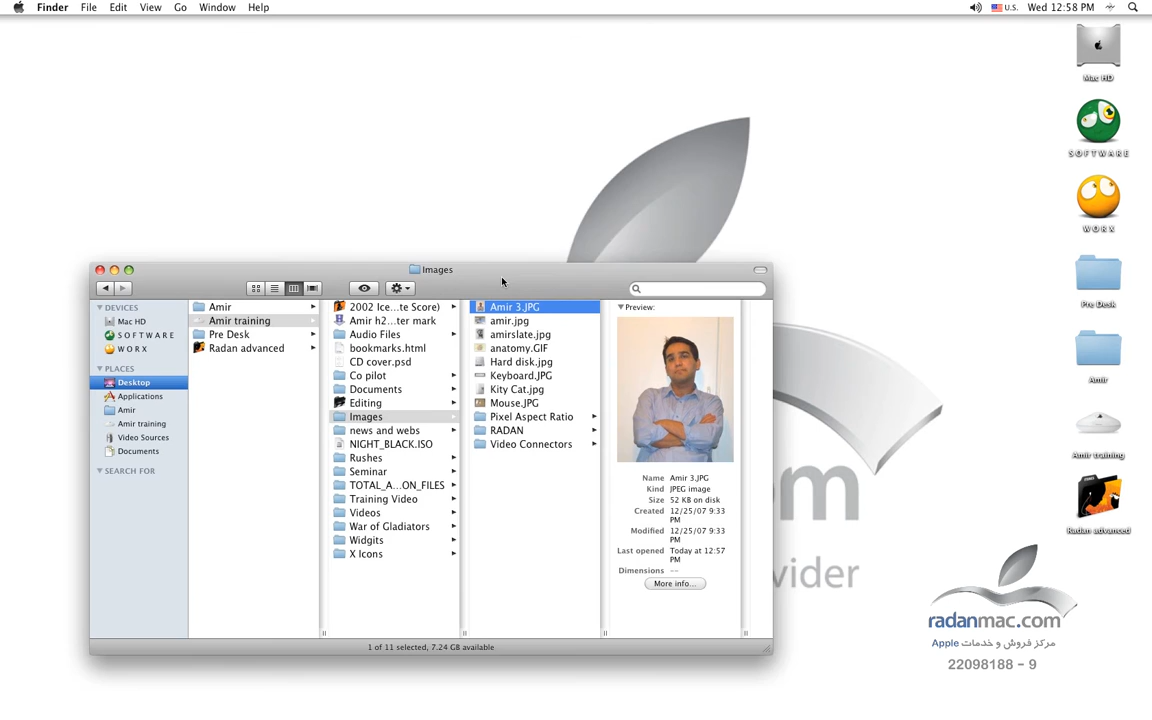 Finder File Edit View Go Window Help
U.S. Wed 12:58 PM
Mac HD
SOFTWARE
WORX
Pre Desk
Amir
Amir training
Radan advanced
Images
DEVICES
Mac HD
SOFTWARE
WORX
PLACES
Desktop
Applications
Amir
Amir training
Video Sources
Documents
SEARCH FOR
Amir
Amir training
Pre Desk
Radan advanced
2002 Ice...te Score)
Amir h2...ter mark
Audio Files
bookmarks.html
CD cover.psd
Co pilot
Documents
Editing
Images
news and webs
NIGHT_BLACK.ISO
Rushes
Seminar
TOTAL_A...ON_FILES
Training Video
Videos
War of Gladiators
Widgits
X Icons
Amir 3.JPG
amir.jpg
amirslate.jpg
anatomy.GIF
Hard disk.jpg
Keyboard.JPG
Kity Cat.jpg
Mouse.JPG
Pixel Aspect Ratio
RADAN
Video Connectors
Preview:
Name Amir 3.JPG
Kind JPEG image
Size 52 KB on disk
Created 12/25/07 9:33
PM
Modified 12/25/07 9:33
PM
Last opened Today at 12:57
PM
Dimensions --
More info...
1 of 11 selected, 7.24 GB available
om
vider
radanmac.com
مرکز فروش و خدمات Apple
22098188 - 9